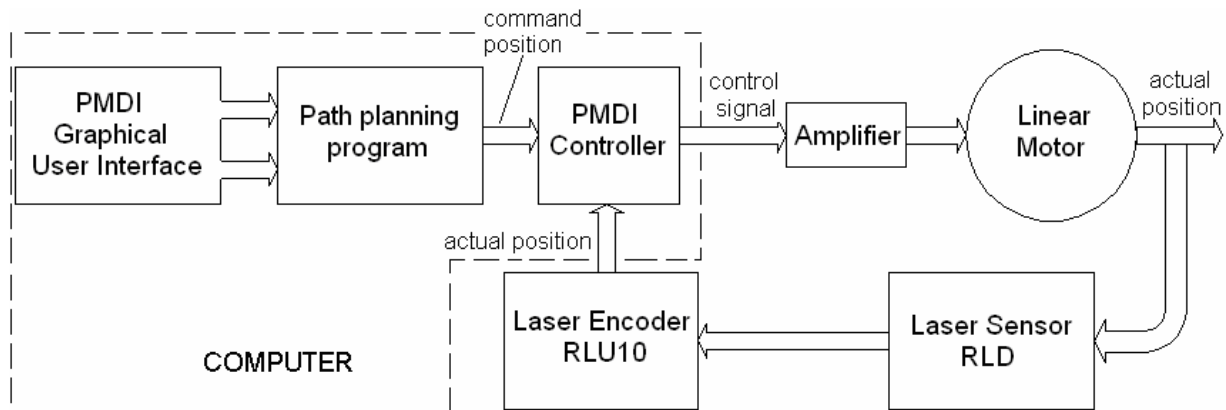 command
position
PMDI
Graphical
User Interface
Path planning
program
PMDI
Controller
control
signal
Amplifier
Linear
Motor
actual
position
actual position
Laser Encoder
RLU10
Laser Sensor
RLD
COMPUTER